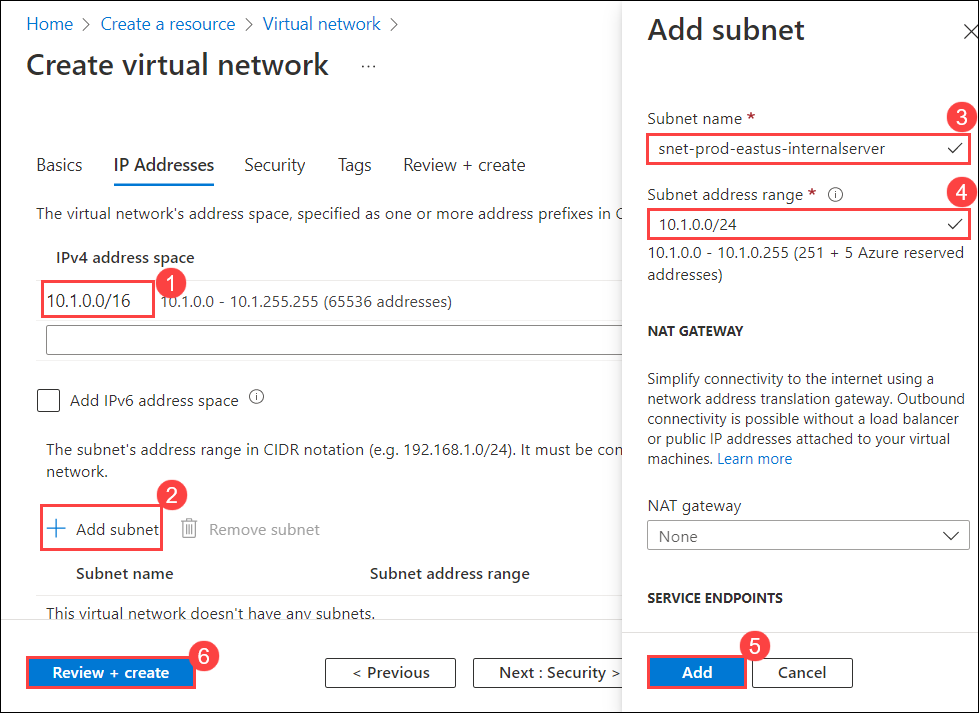 Home > Create a resource > Virtual network >
Create virtual network ...
Basics IP Addresses Security Tags Review + create
The virtual network's address space, specified as one or more address prefixes in C
IPv4 address space
1
10.1.0.0/16 10.1.0.0 - 10.1.255.255 (65536 addresses)
Add IPv6 address space
The subnet's address range in CIDR notation (e.g. 192.168.1.0/24). It must be con
network.
2
+ Add subnet Remove subnet
Subnet name Subnet address range
This virtual network doesn't have any subnets.
6
Review + create < Previous Next : Security >
Add subnet
Subnet name * 3
snet-prod-eastus-internalserver
Subnet address range * 4
10.1.0.0/24
10.1.0.0 - 10.1.0.255 (251 + 5 Azure reserved
addresses)
NAT GATEWAY
Simplify connectivity to the internet using a
network address translation gateway. Outbound
connectivity is possible without a load balancer
or public IP addresses attached to your virtual
machines. Learn more
NAT gateway
None
SERVICE ENDPOINTS
5
Add Cancel